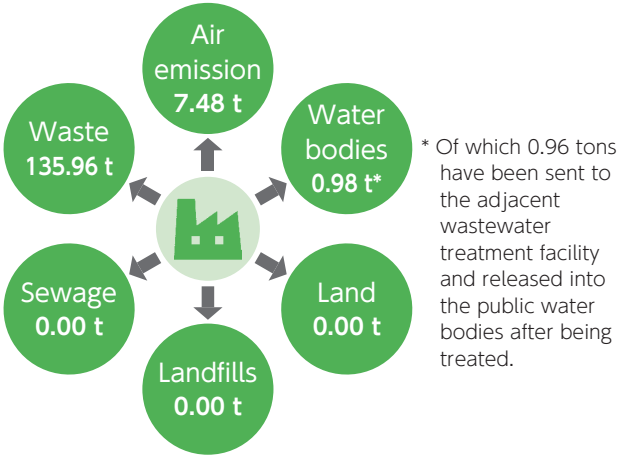 Air
emission
7.48 t
Water
bodies
0.98 t*
Waste
135.96 t
Sewage
0.00 t
Land
0.00 t
Landfills
0.00 t
* Of which 0.96 tons
have been sent to
the adjacent
wastewater
treatment facility
and released into
the public water
bodies after being
treated.